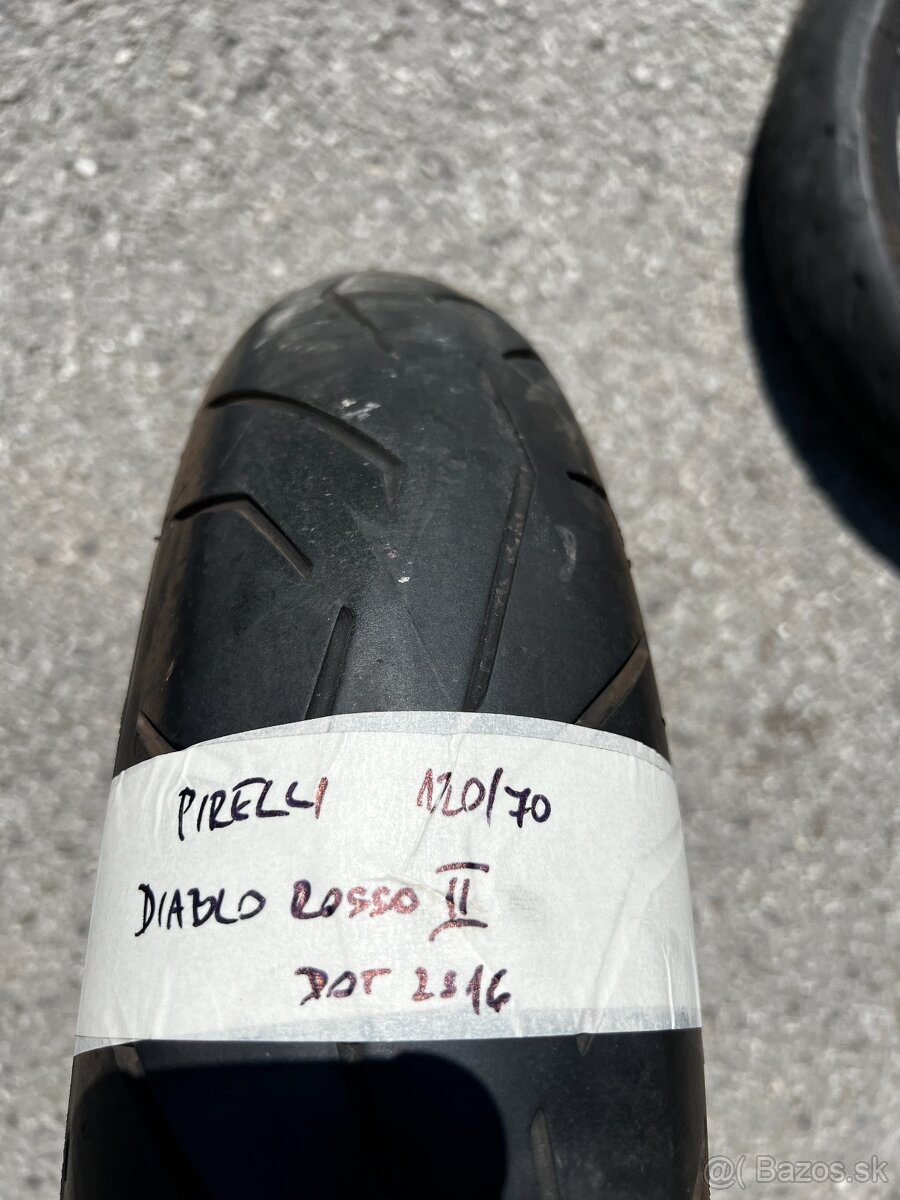 PIRELLI 120/70
DIABLO ROSSO II
DOT 2816
@( Bazos.sk